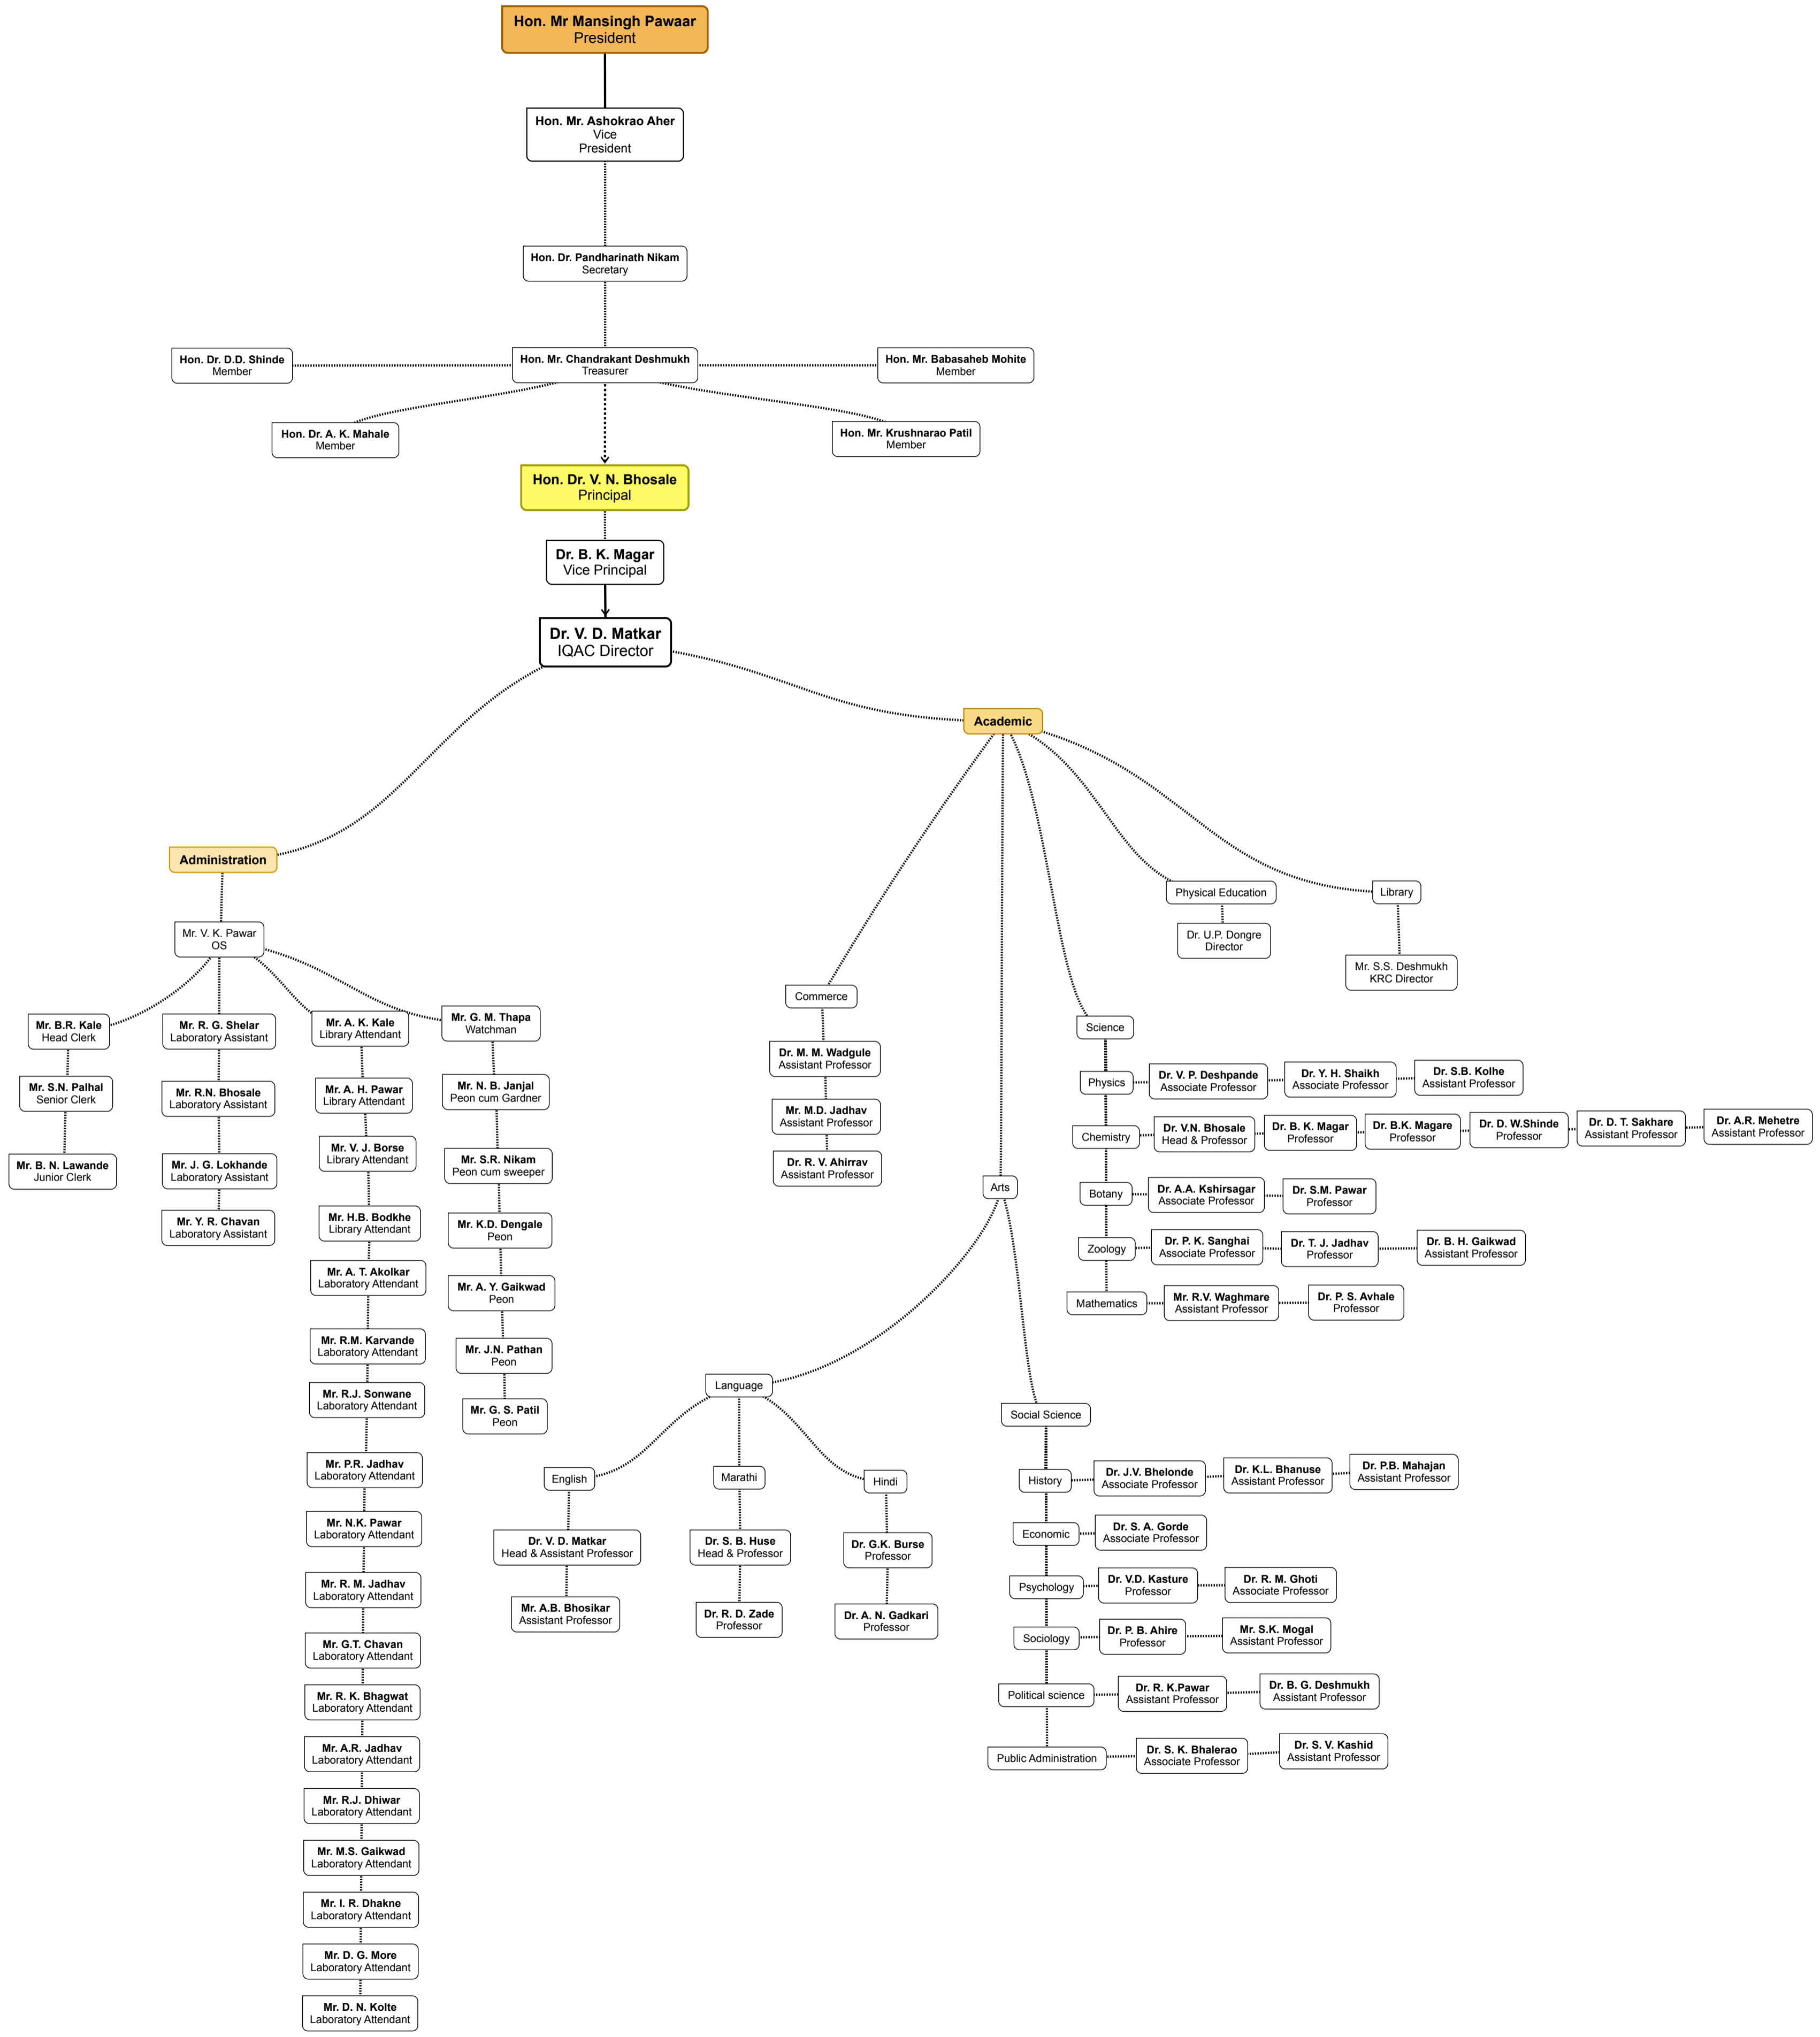 Hon. Mr Mansingh Pawaar
President
Hon. Mr. Ashokrao Aher
Vice
President
Hon. Dr. Pandharinath Nikam
Secretary
Hon. Dr. D.D. Shinde
Member
Hon. Mr. Chandrakant Deshmukh
Treasurer
Hon. Mr. Babasaheb Mohite
Member
Hon. Dr. A. K. Mahale
Member
Hon. Mr. Krushnarao Patil
Member
Hon. Dr. V. N. Bhosale
Principal
Dr. B. K. Magar
Vice Principal
Dr. V. D. Matkar
IQAC Director
Administration
Mr. V. K. Pawar
OS
Mr. B.R. Kale
Head Clerk
Mr. S.N. Palhal
Senior Clerk
Mr. B. N. Lawande
Junior Clerk
Mr. R. G. Shelar
Laboratory Assistant
Mr. R.N. Bhosale
Laboratory Assistant
Mr. J. G. Lokhande
Laboratory Assistant
Mr. Y. R. Chavan
Laboratory Assistant
Mr. A. K. Kale
Library Attendant
Mr. A. H. Pawar
Library Attendant
Mr. V. J. Borse
Library Attendant
Mr. H.B. Bodkhe
Library Attendant
Mr. A. T. Akolkar
Laboratory Attendant
Mr. R.M. Karvande
Laboratory Attendant
Mr. R.J. Sonwane
Laboratory Attendant
Mr. P.R. Jadhav
Laboratory Attendant
Mr. N.K. Pawar
Laboratory Attendant
Mr. R. M. Jadhav
Laboratory Attendant
Mr. G.T. Chavan
Laboratory Attendant
Mr. R. K. Bhagwat
Laboratory Attendant
Mr. A.R. Jadhav
Laboratory Attendant
Mr. R.J. Dhiwar
Laboratory Attendant
Mr. M.S. Gaikwad
Laboratory Attendant
Mr. I. R. Dhakne
Laboratory Attendant
Mr. D. G. More
Laboratory Attendant
Mr. D. N. Kolte
Laboratory Attendant
Mr. G. M. Thapa
Watchman
Mr. N. B. Janjal
Peon cum Gardner
Mr. S.R. Nikam
Peon cum sweeper
Mr. K.D. Dengale
Peon
Mr. A. Y. Gaikwad
Peon
Mr. J.N. Pathan
Peon
Mr. G. S. Patil
Peon
Academic
Commerce
Dr. M. M. Wadgule
Assistant Professor
Mr. M.D. Jadhav
Assistant Professor
Dr. R. V. Ahirrav
Assistant Professor
Arts
Language
English
Dr. V. D. Matkar
Head & Assistant Professor
Mr. A.B. Bhosikar
Assistant Professor
Marathi
Dr. S. B. Huse
Head & Professor
Dr. R. D. Zade
Professor
Hindi
Dr. G.K. Burse
Professor
Dr. A. N. Gadkari
Professor
Social Science
History
Dr. J.V. Bhelonde
Associate Professor
Dr. K.L. Bhanuse
Assistant Professor
Dr. P.B. Mahajan
Assistant Professor
Economic
Dr. S. A. Gorde
Associate Professor
Psychology
Dr. V.D. Kasture
Professor
Dr. R. M. Ghoti
Associate Professor
Sociology
Dr. P. B. Ahire
Professor
Mr. S.K. Mogal
Assistant Professor
Political science
Dr. R. K.Pawar
Assistant Professor
Dr. B. G. Deshmukh
Assistant Professor
Public Administration
Dr. S. K. Bhalerao
Associate Professor
Dr. S. V. Kashid
Assistant Professor
Science
Physics
Dr. V. P. Deshpande
Associate Professor
Dr. Y. H. Shaikh
Associate Professor
Dr. S.B. Kolhe
Assistant Professor
Chemistry
Dr. V.N. Bhosale
Head & Professor
Dr. B. K. Magar
Professor
Dr. B.K. Magare
Professor
Dr. D. W.Shinde
Professor
Dr. D. T. Sakhare
Assistant Professor
Dr. A.R. Mehetre
Assistant Professor
Botany
Dr. A.A. Kshirsagar
Associate Professor
Dr. S.M. Pawar
Professor
Zoology
Dr. P. K. Sanghai
Associate Professor
Dr. T. J. Jadhav
Professor
Dr. B. H. Gaikwad
Assistant Professor
Mathematics
Mr. R.V. Waghmare
Assistant Professor
Dr. P. S. Avhale
Professor
Physical Education
Dr. U.P. Dongre
Director
Library
Mr. S.S. Deshmukh
KRC Director